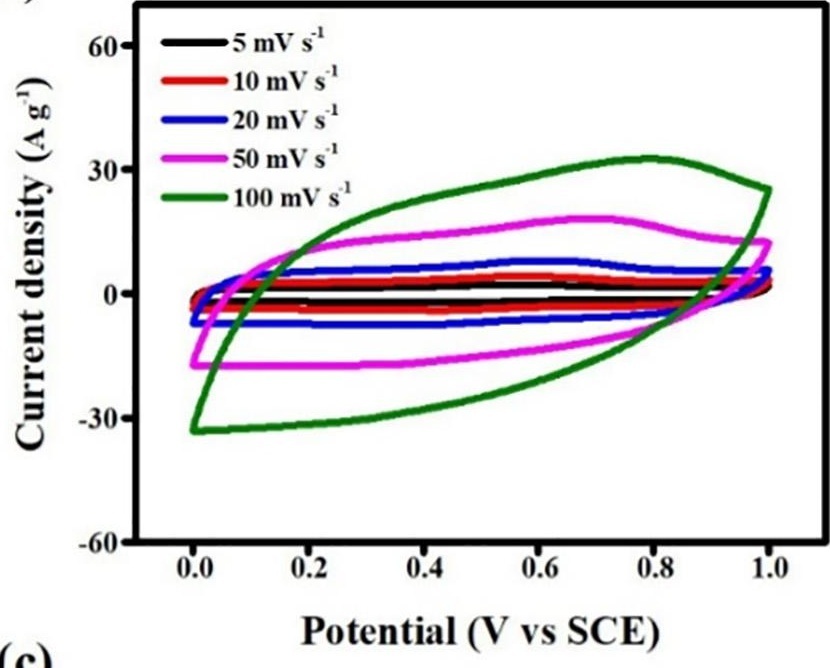 5 mV s-1
10 mV s-1
20 mV s-1
50 mV s-1
100 mV s-1
Current density (A g-1)
60
30
0
-30
-60
0.0 0.2 0.4 0.6 0.8 1.0
Potential (V vs SCE)
(c)